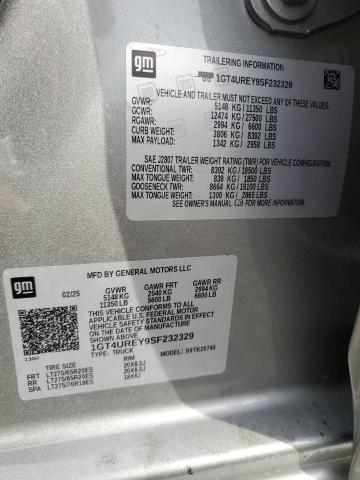 gm
TRAILERING INFORMATION
1GT4UREY9SF232329
VEHICLE AND TRAILER MUST NOT EXCEED ANY OF THESE VALUES.
GVWR: 5148 KG/11350 LBS
GCWR: 12474 KG/27500 LBS
RGAWR: 2994 KG/ 6600 LBS
CURB WEIGHT: 3806 KG/ 8392 LBS
MAX PAYLOAD: 1342 KG/ 2958 LBS
SAE J2807 TRAILER WEIGHT RATING (TWR) INFORMATION
CONVENTIONAL TWR: 8392 KG/18500 LBS
MAX TONGUE WEIGHT: 839 KG/ 1850 LBS
GOOSENECK TWR: 8664 KG/19100 LBS
MAX TONGUE WEIGHT: 1300 KG/ 2865 LBS
SEE OWNER'S MANUAL FOR MORE INFORMATION
gm
MFD BY GENERAL MOTORS LLC
02/25 GVWR GAWR FRT GAWR RR
5148 KG 2540 KG 2994 KG
11350 LB 5600 LB 6600 LB
THIS VEHICLE CONFORMS TO ALL
APPLICABLE U.S. FEDERAL MOTOR
VEHICLE SAFETY STANDARDS IN
EFFECT ON THE DATE OF
MANUFACTURE SHOWN ABOVE.
1GT4UREY9SF232329
TYPE: TRUCK 98TK20743
TIRE SIZE RIM
FRT LT275/65R20ES 20X8.5J
RR LT275/65R20ES 20X8.5J
SPA LT275/70R18ES 18X8J